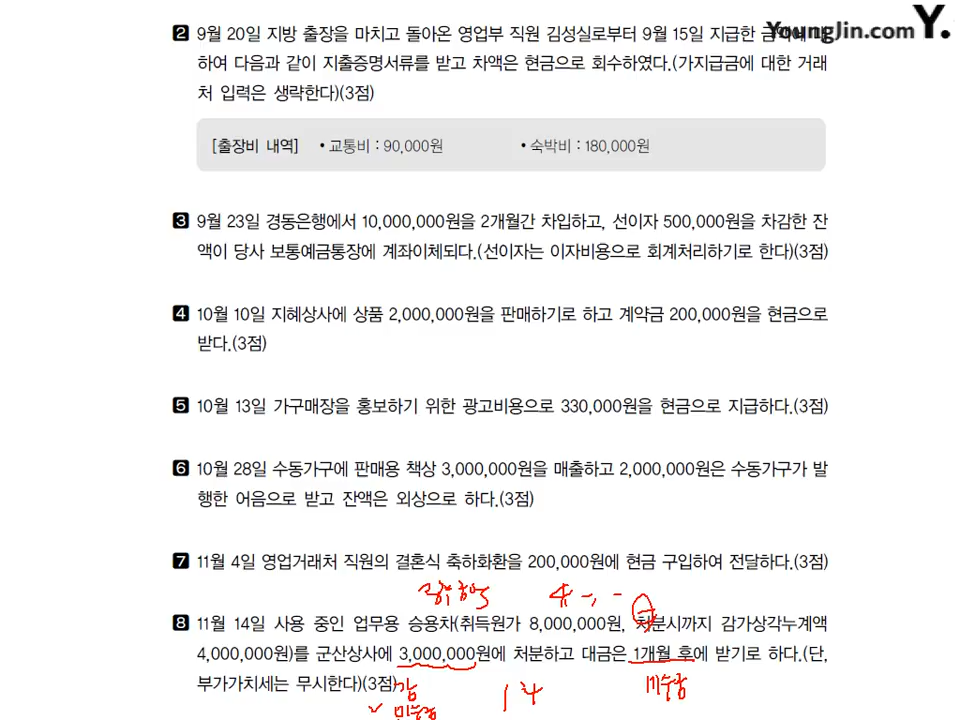 YoungJin.com Y.
2 9월 20일 지방 출장을 마치고 돌아온 영업부 직원 김성실로부터 9월 15일 지급한 금액에 대
하여 다음과 같이 지출증명서류를 받고 차액은 현금으로 회수하였다.(가지급금에 대한 거래
처 입력은 생략한다)(3점)
[출장비 내역] • 교통비 : 90,000원 • 숙박비 : 180,000원
3 9월 23일 경동은행에서 10,000,000원을 2개월간 차입하고, 선이자 500,000원을 차감한 잔
액이 당사 보통예금통장에 계좌이체되다.(선이자는 이자비용으로 회계처리하기로 한다)(3점)
4 10월 10일 지혜상사에 상품 2,000,000원을 판매하기로 하고 계약금 200,000원을 현금으로
받다.(3점)
5 10월 13일 가구매장을 홍보하기 위한 광고비용으로 330,000원을 현금으로 지급하다.(3점)
6 10월 28일 수동가구에 판매용 책상 3,000,000원을 매출하고 2,000,000원은 수동가구가 발
행한 어음으로 받고 잔액은 외상으로 하다.(3점)
7 11월 4일 영업거래처 직원의 결혼식 축하화환을 200,000원에 현금 구입하여 전달하다.(3점)
8 11월 14일 사용 중인 업무용 승용차(취득원가 8,000,000원, 처분시까지 감가상각누계액
4,000,000원)를 군산상사에 3,000,000원에 처분하고 대금은 1개월 후에 받기로 하다.(단,
부가가치세는 무시한다)(3점)
미수금